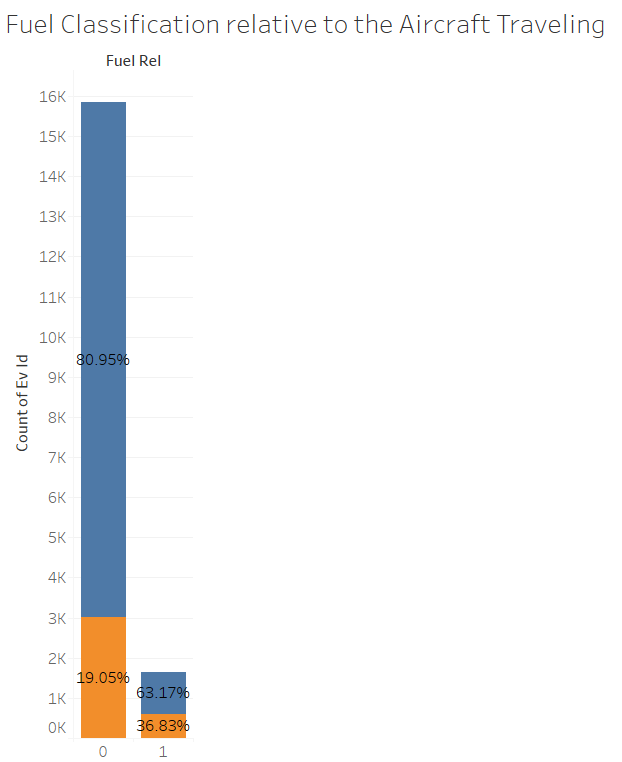 Fuel Classification relative to the Aircraft Traveling
Fuel Rel
16K
15K
14K
13K
12K
11K
10K
9K
8K
7K
6K
5K
4K
3K
2K
1K
0K
Count of Ev Id
80.95%
19.05%
63.17%
36.83%
0
1